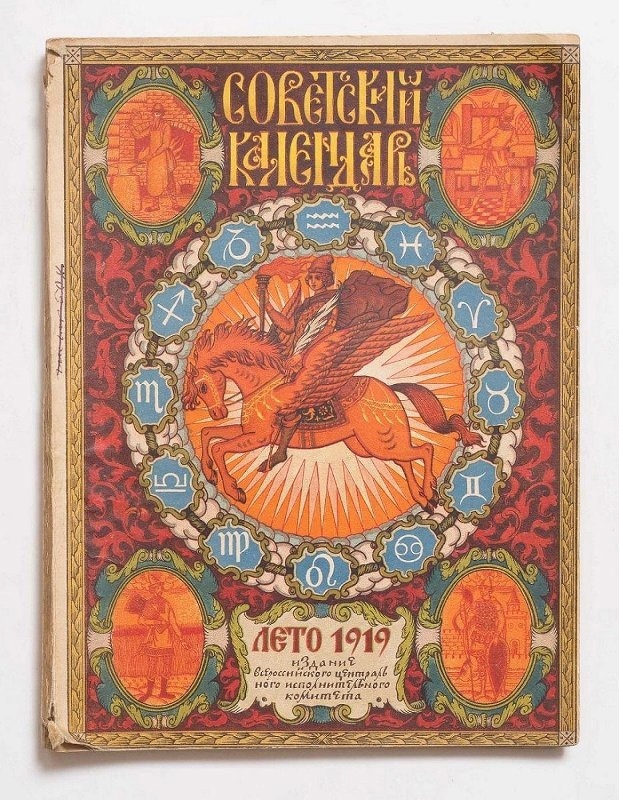 СОВЕТСКИЙ
КАЛЕНДАРЬ
ЛЕТО 1919
издание
всероссийского централь
ного исполнительного
комитета